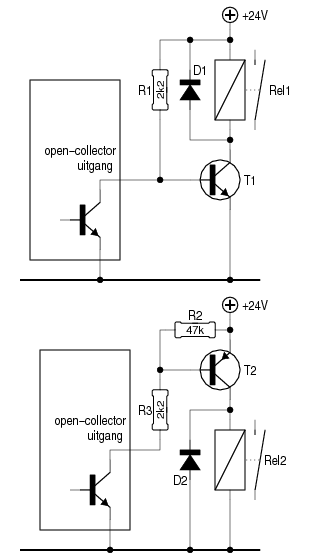 +24V
D1
R1
2k2
Rel1
open-collector
uitgang
T1
+24V
R2
47k
T2
R3
2k2
open-collector
uitgang
D2
Rel2